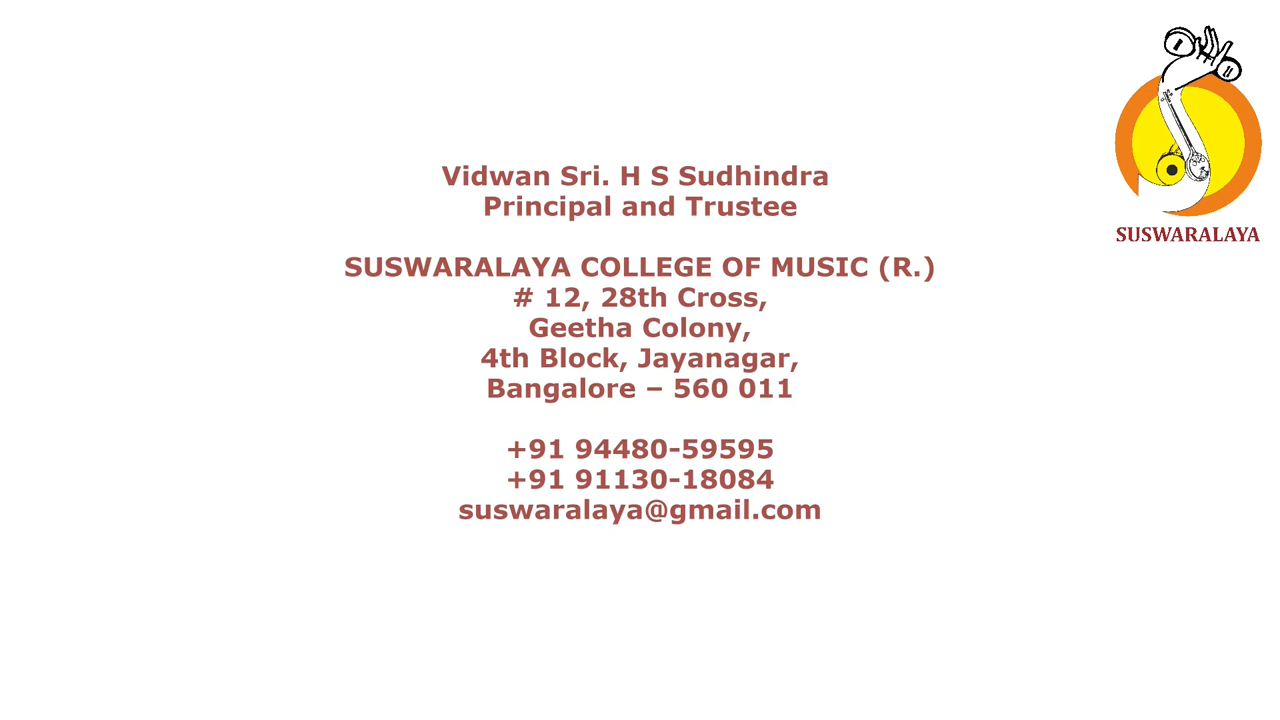 Vidwan Sri. H S Sudhindra
Principal and Trustee
SUSWARALAYA COLLEGE OF MUSIC (R.)
# 12, 28th Cross,
Geetha Colony,
4th Block, Jayanagar,
Bangalore – 560 011
+91 94480-59595
+91 91130-18084
suswaralaya@gmail.com
SUSWARALAYA